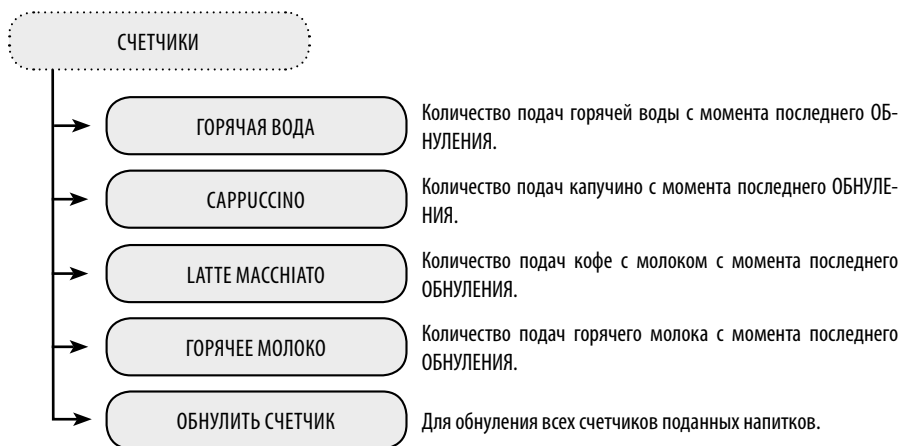 СЧЕТЧИКИ
ГОРЯЧАЯ ВОДА
Количество подач горячей воды с момента последнего ОБ-
НУЛЕНИЯ.
CAPPUCCINO
Количество подач капучино с момента последнего ОБНУЛЕ-
НИЯ.
LATTE MACCHIATO
Количество подач кофе с молоком с момента последнего
ОБНУЛЕНИЯ.
ГОРЯЧЕЕ МОЛОКО
Количество подач горячего молока с момента последнего
ОБНУЛЕНИЯ.
ОБНУЛИТЬ СЧЕТЧИК
Для обнуления всех счетчиков поданных напитков.